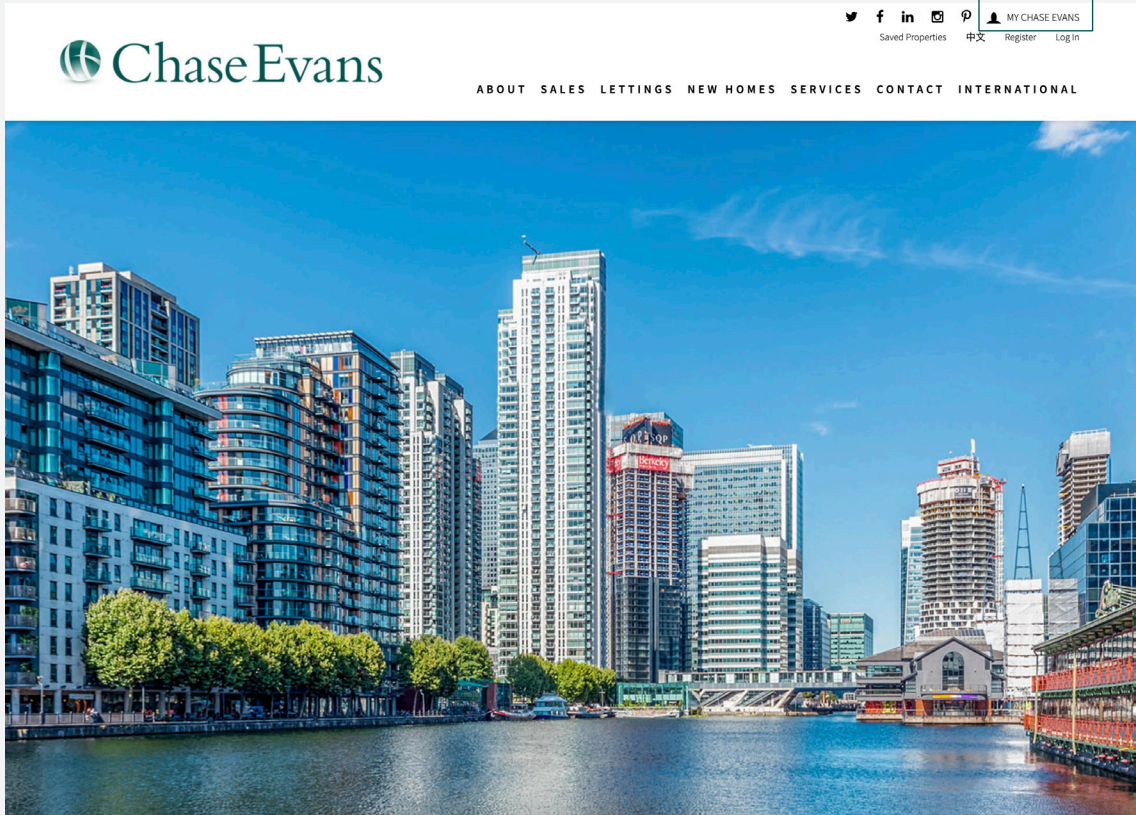 MY CHASE EVANS
Saved Properties 中文 Register Log In
Chase Evans
ABOUT SALES LETTINGS NEW HOMES SERVICES CONTACT INTERNATIONAL
SQP
Berkeley